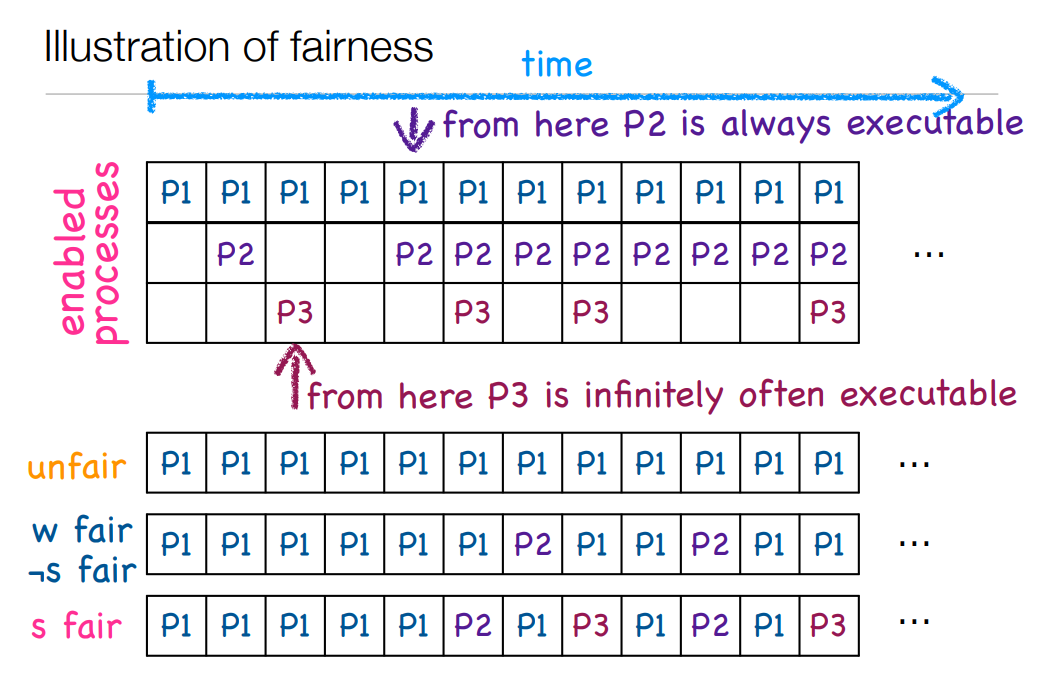 Illustration of fairness
time
from here P2 is always executable
enabled
processes
P1 P1 P1 P1 P1 P1 P1 P1 P1 P1 P1 P1
P2 P2 P2 P2 P2 P2 P2 P2 P2 ...
P3 P3 P3 P3
from here P3 is infinitely often executable
unfair P1 P1 P1 P1 P1 P1 P1 P1 P1 P1 P1 P1 ...
w fair
¬s fair P1 P1 P1 P1 P1 P1 P2 P1 P1 P2 P1 P1 ...
s fair P1 P1 P1 P1 P1 P2 P1 P3 P1 P2 P1 P3 ...